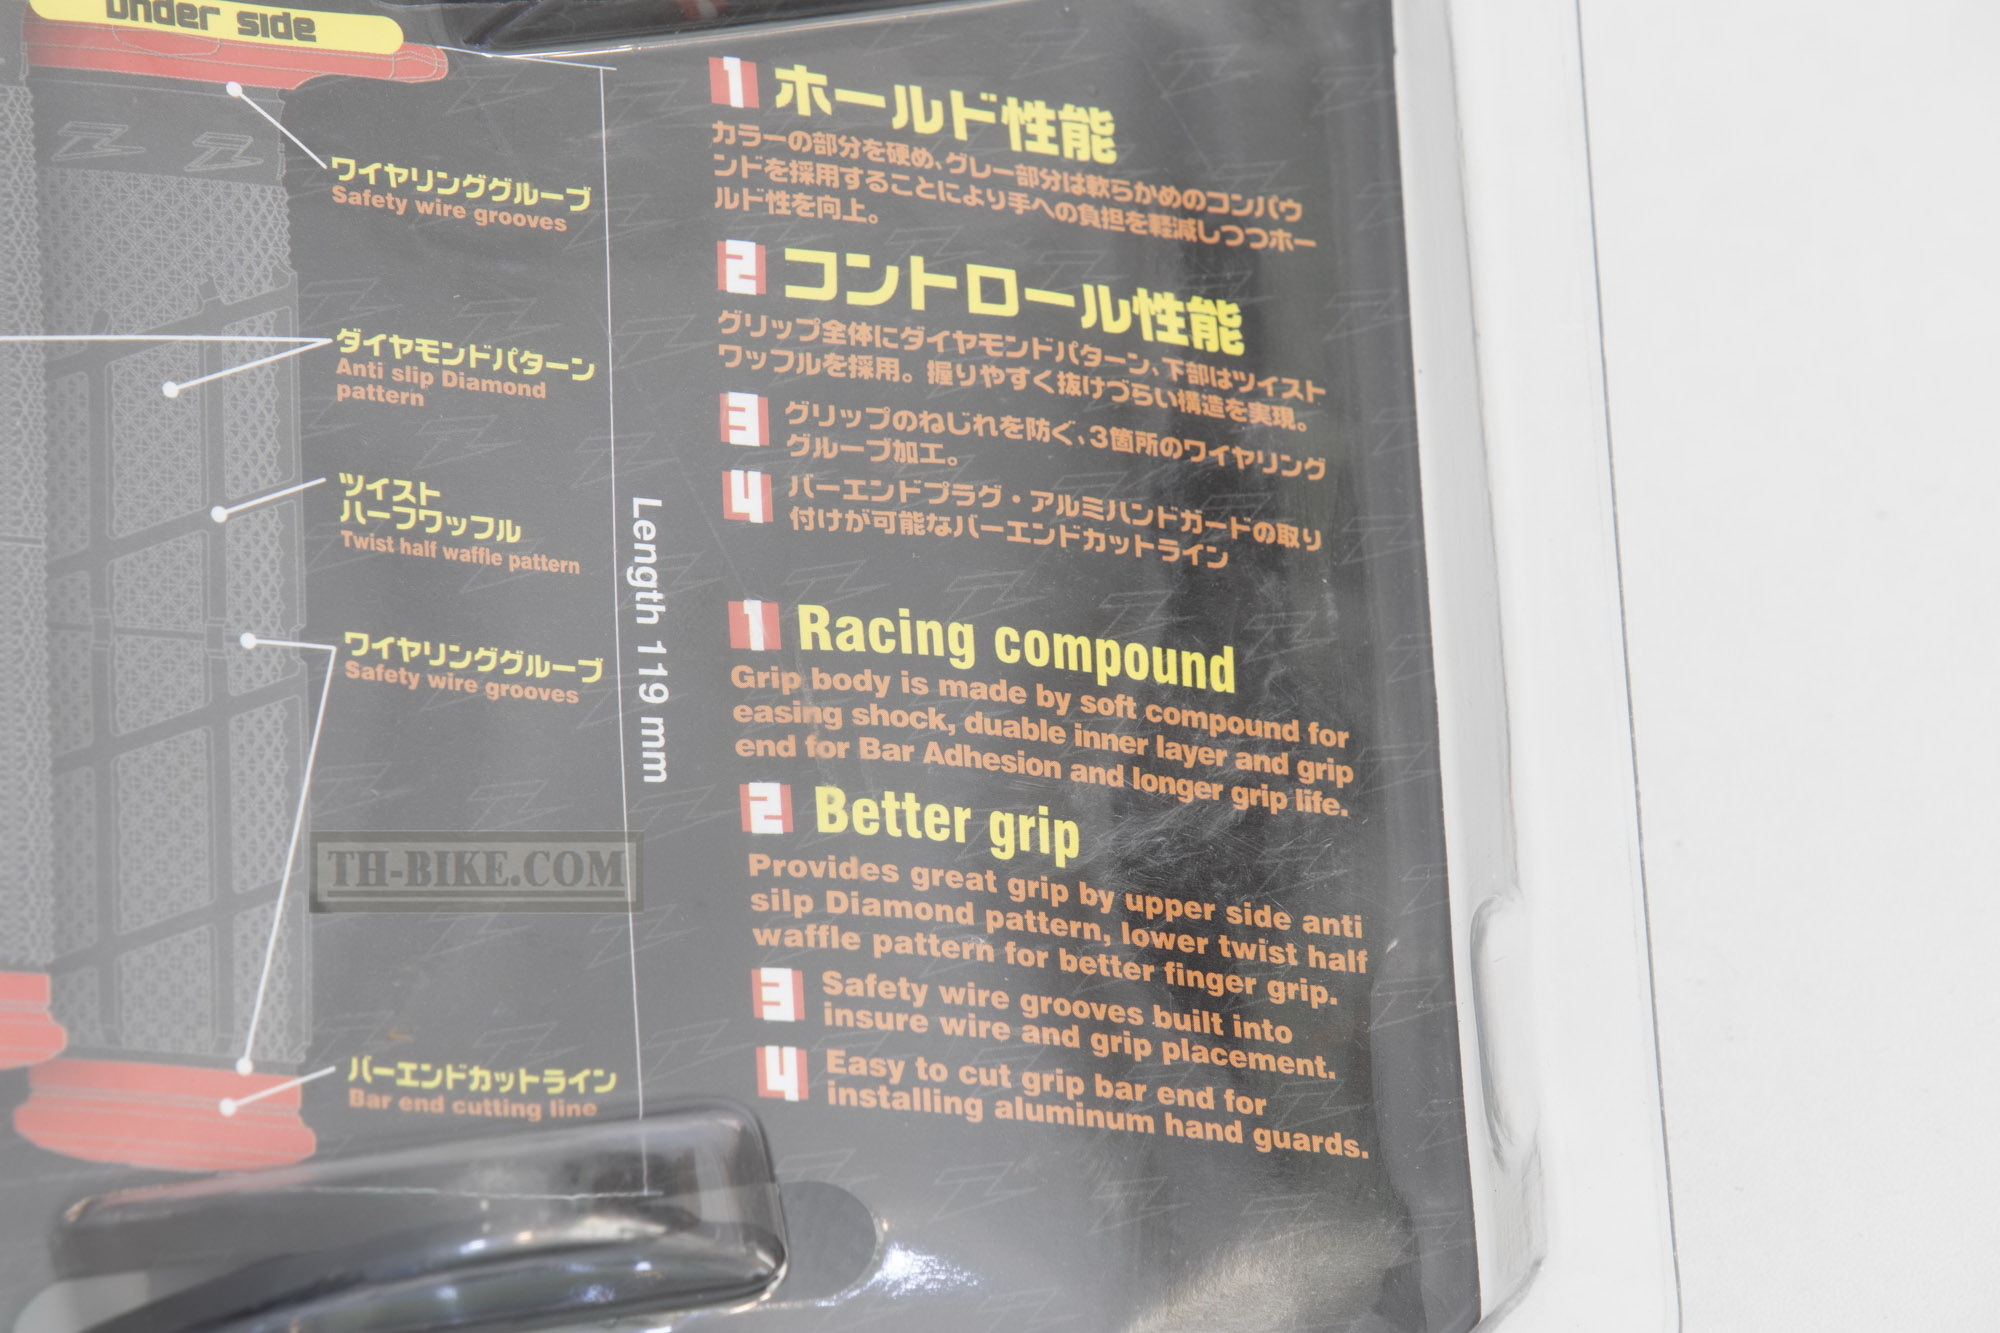 Under side
ワイヤリンググルーブ
Safety wire grooves
ダイヤモンドパターン
Anti slip Diamond
pattern
ツイスト
ハーフワッフル
Twist half waffle pattern
ワイヤリンググルーブ
Safety wire grooves
バーエンドカットライン
Bar end cutting line
Length 119 mm
TH-BIKE.COM
1 ホールド性能
カラーの部分を硬め、グレー部分は軟らかめのコンパウ
ンドを採用することにより手への負担を軽減しつつホー
ルド性を向上。
2 コントロール性能
グリップ全体にダイヤモンドパターン、下部はツイスト
ワッフルを採用。握りやすく抜けづらい構造を実現。
3 グリップのねじれを防ぐ、3箇所のワイヤリング
グルーブ加工。
4 バーエンドプラグ・アルミハンドガードの取り
付けが可能なバーエンドカットライン
1 Racing compound
Grip body is made by soft compound for
easing shock, duable inner layer and grip
end for Bar Adhesion and longer grip life.
2 Better grip
Provides great grip by upper side anti
silp Diamond pattern, lower twist half
waffle pattern for better finger grip.
3 Safety wire grooves built into
insure wire and grip placement.
4 Easy to cut grip bar end for
installing aluminum hand guards.